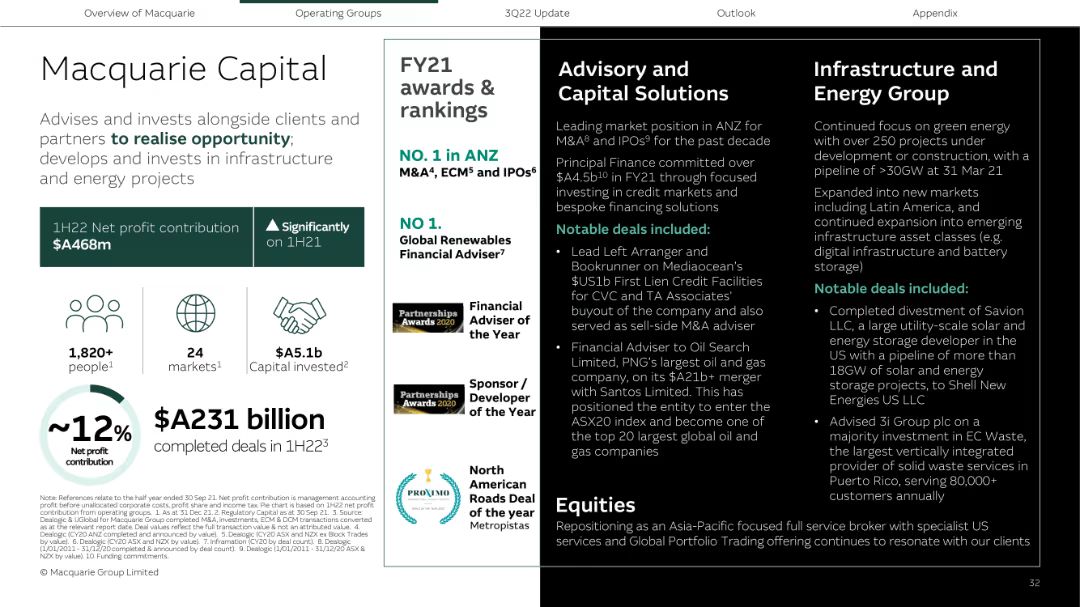 Overview of Macquarie
Operating Groups
3Q22 Update
Outlook
Appendix
Macquarie Capital
Advises and invests alongside clients and
partners to realise opportunity;
develops and invests in infrastructure
and energy projects
1H22 Net profit contribution
$A468m
Significantly
on 1H21
1,820+
people1
24
markets1
$A5.1b
Capital invested2
~12%
Net profit
contribution
$A231 billion
completed deals in 1H223
Note: References relate to the half year ended 30 Sep 21. Net profit contribution is management accounting
profit before unallocated corporate costs, profit share and income tax. Pie chart is based on 1H22 net profit
contribution from operating groups. 1. As at 31 Dec 21. 2. Regulatory Capital as at 30 Sep 21. 3. Source:
Dealogic & IJGlobal for Macquarie Group completed M&A, investments, ECM & DCM transactions converted
as at the relevant report date. Deal values reflect the full transaction value & not an attributed value. 4.
Dealogic (CY20 ANZ completed and announced by value). 5. Dealogic (CY20 ASX and NZX ex Block Trades
by value). 6. Dealogic (CY20 ASX and NZX by value). 7. Inframation (CY20 by deal count). 8. Dealogic
(1/01/2011 - 31/12/20 completed & announced by deal count). 9. Dealogic (1/01/2011 - 31/12/20 ASX &
NZX by value). 10. Funding commitments.
© Macquarie Group Limited
FY21
awards &
rankings
NO. 1 in ANZ
M&A4, ECM5 and IPOs6
NO 1.
Global Renewables
Financial Adviser7
Partnerships
Awards 2020
Financial
Adviser of
the Year
Partnerships
Awards 2020
Sponsor /
Developer
of the Year
PROXIMO
North
American
Roads Deal
of the year
Metropistas
Advisory and
Capital Solutions
Leading market position in ANZ for
M&A8 and IPOs9 for the past decade
Principal Finance committed over
$A4.5b10 in FY21 through focused
investing in credit markets and
bespoke financing solutions
Notable deals included:
• Lead Left Arranger and
Bookrunner on Mediaocean's
$US1b First Lien Credit Facilities
for CVC and TA Associates'
buyout of the company and also
served as sell-side M&A adviser
• Financial Adviser to Oil Search
Limited, PNG's largest oil and gas
company, on its $A21b+ merger
with Santos Limited. This has
positioned the entity to enter the
ASX20 index and become one of
the top 20 largest global oil and
gas companies
Infrastructure and
Energy Group
Continued focus on green energy
with over 250 projects under
development or construction, with a
pipeline of >30GW at 31 Mar 21
Expanded into new markets
including Latin America, and
continued expansion into emerging
infrastructure asset classes (e.g.
digital infrastructure and battery
storage)
Notable deals included:
• Completed divestment of Savion
LLC, a large utility-scale solar and
energy storage developer in the
US with a pipeline of more than
18GW of solar and energy
storage projects, to Shell New
Energies US LLC
• Advised 3i Group plc on a
majority investment in EC Waste,
the largest vertically integrated
provider of solid waste services in
Puerto Rico, serving 80,000+
customers annually
Equities
Repositioning as an Asia-Pacific focused full service broker with specialist US
services and Global Portfolio Trading offering continues to resonate with our clients
32